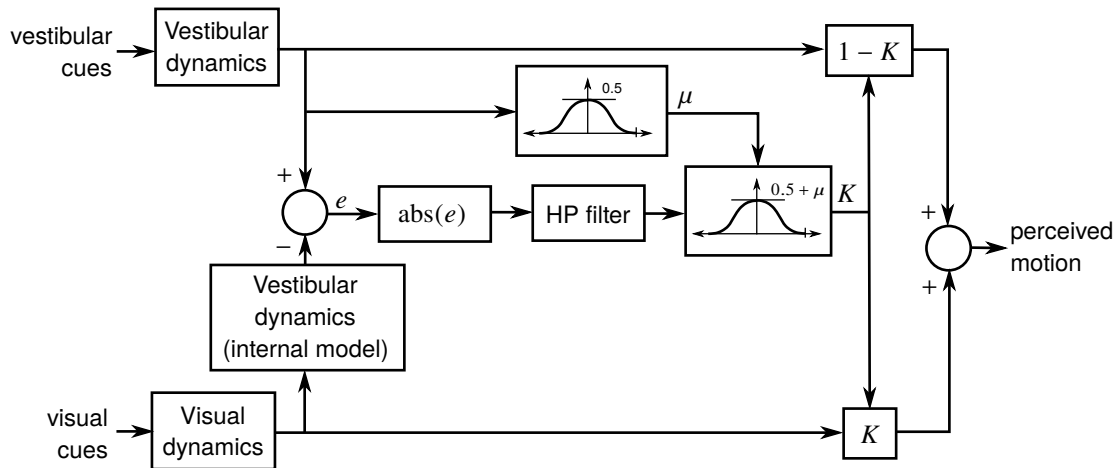 vestibular
cues
Vestibular
dynamics
1 − K
0.5
μ
+
e
abs(e)
HP filter
0.5 + μ
K
−
Vestibular
dynamics
(internal model)
+
+
perceived
motion
visual
cues
Visual
dynamics
K